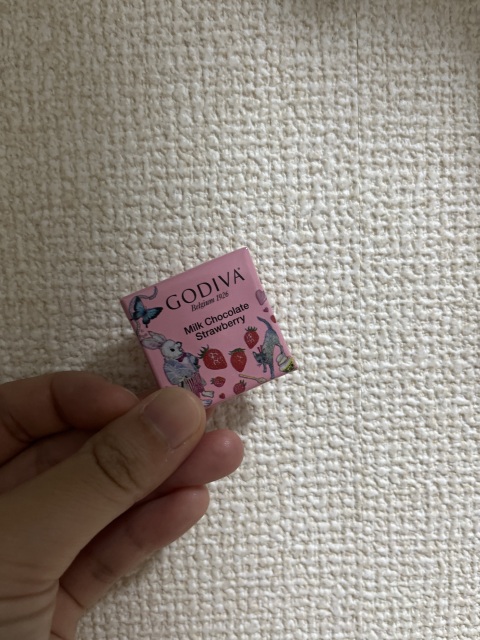 GODIVA
Belgium 1926
Milk Chocolate
Strawberry